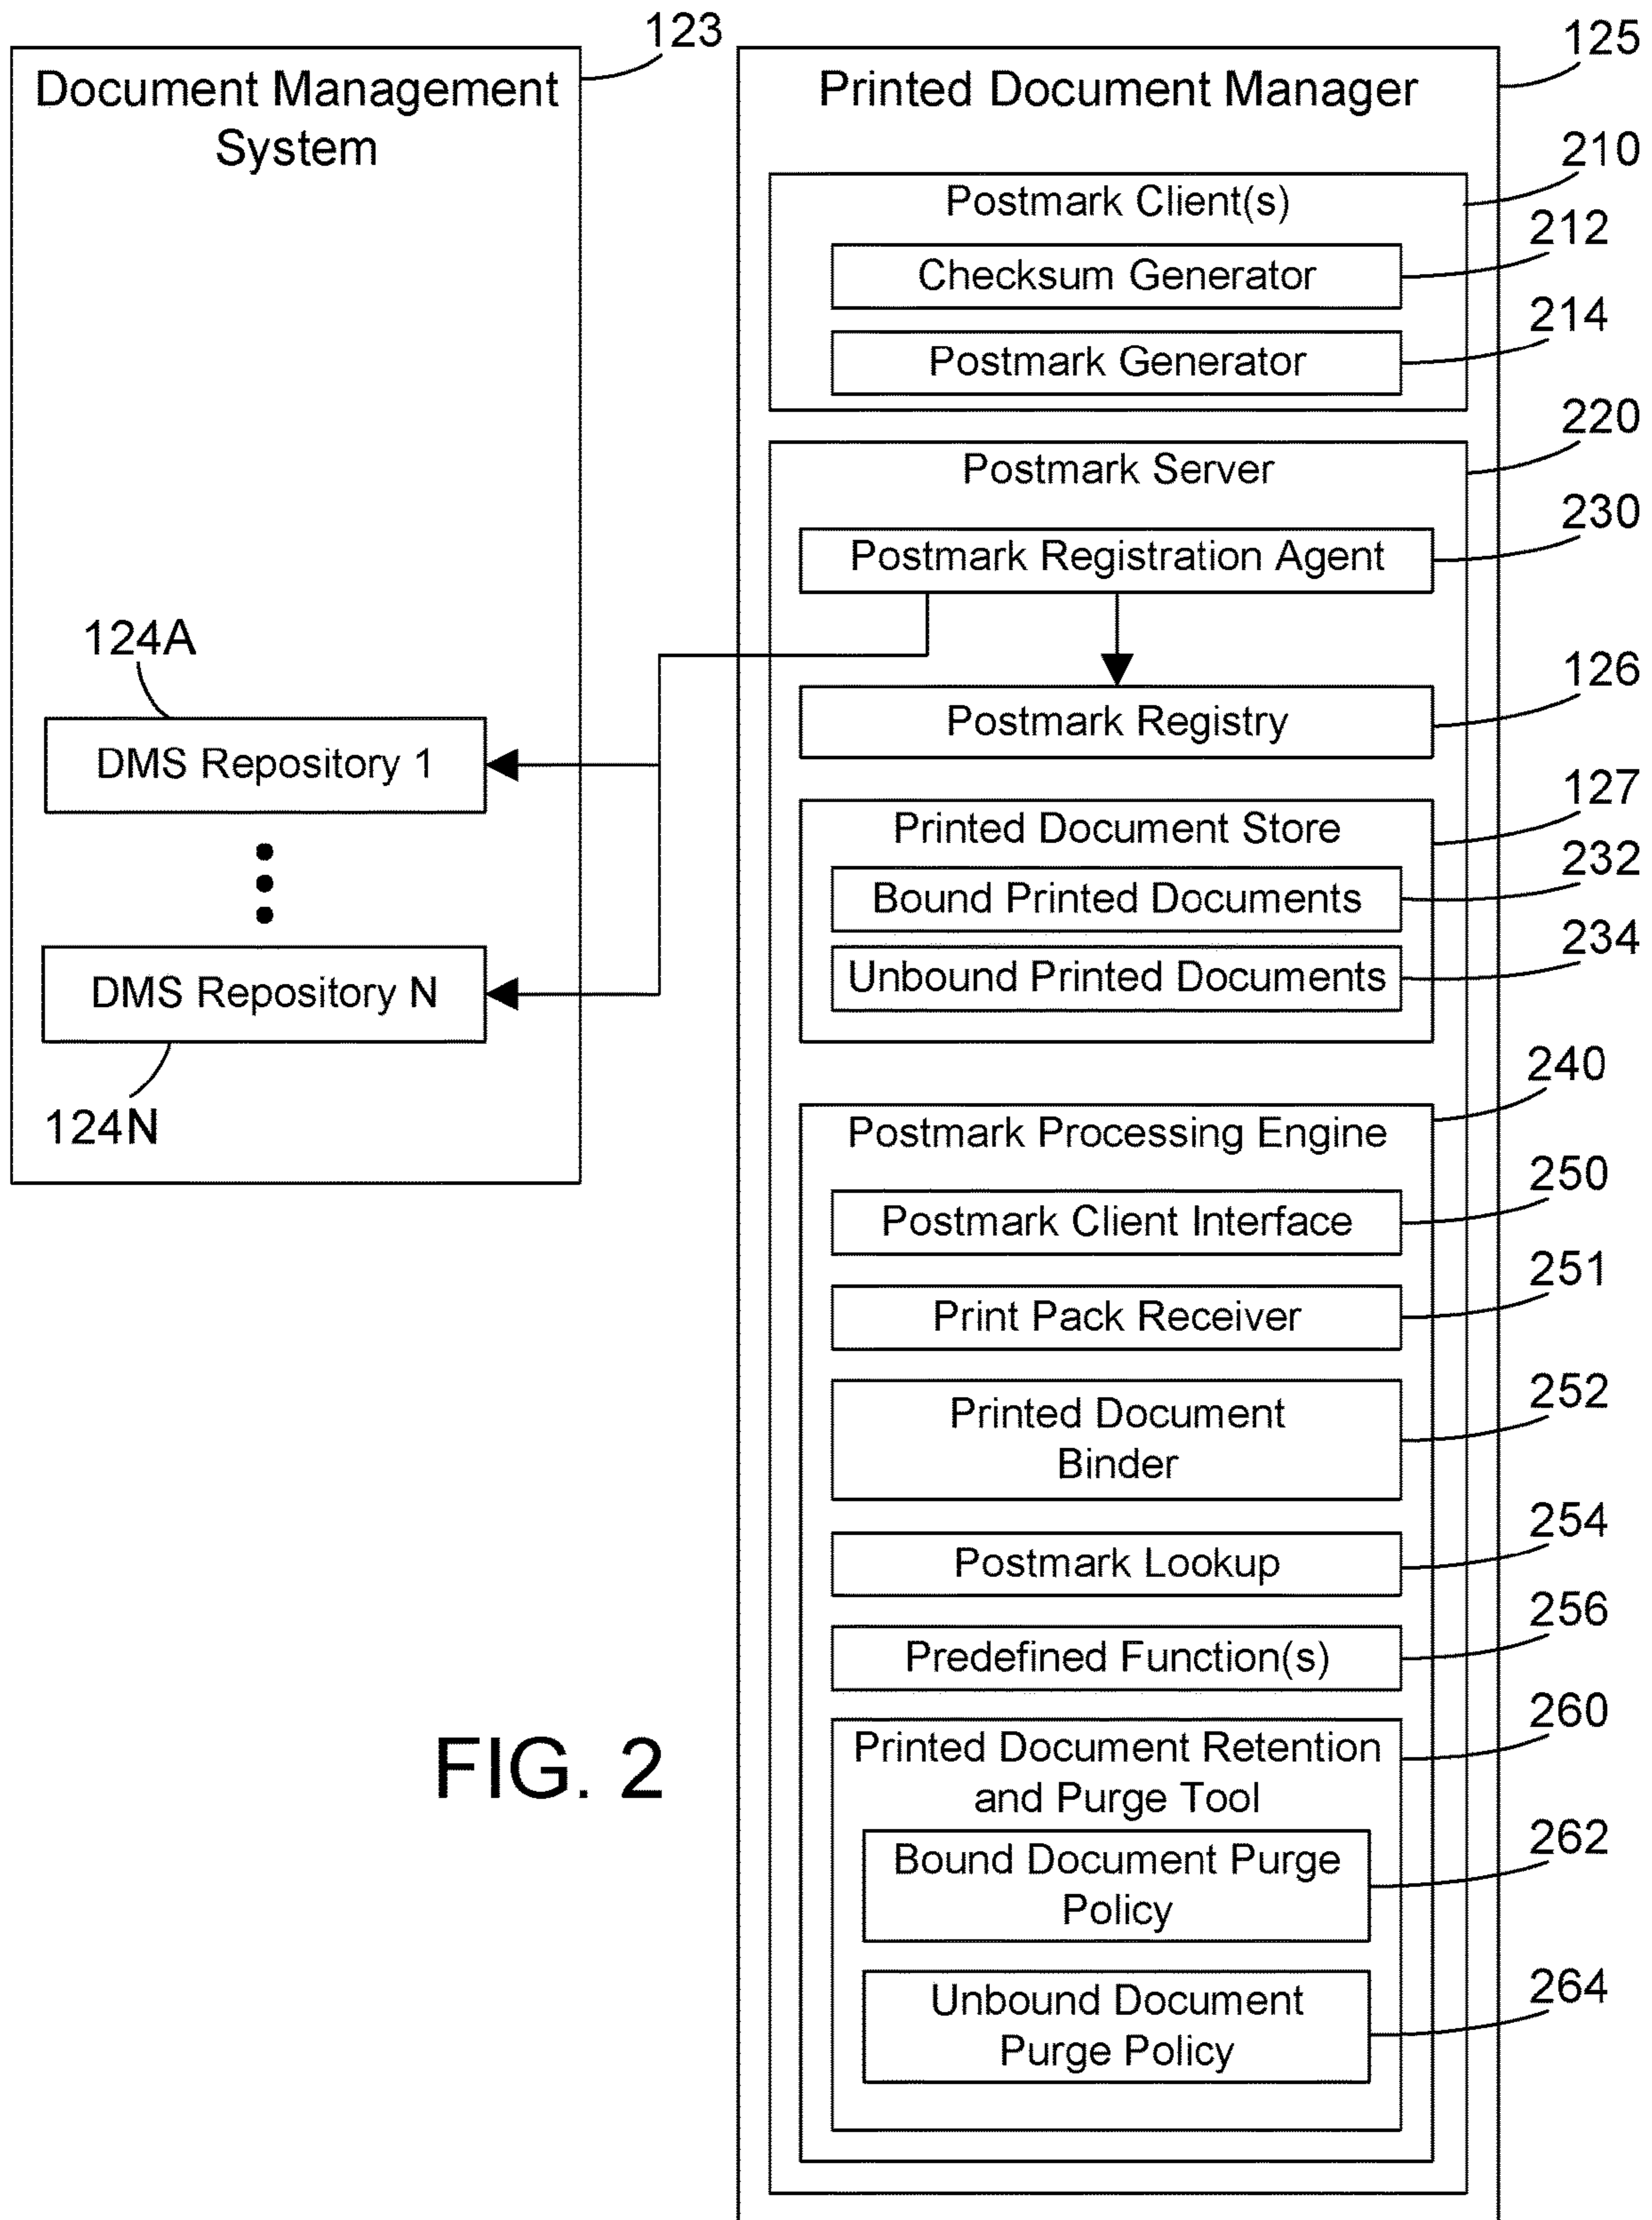 123
Document Management
System
124A
DMS Repository 1
DMS Repository N
124N
125
Printed Document Manager
210
Postmark Client(s)
212
Checksum Generator
214
Postmark Generator
220
Postmark Server
230
Postmark Registration Agent
126
Postmark Registry
127
Printed Document Store
232
Bound Printed Documents
234
Unbound Printed Documents
240
Postmark Processing Engine
250
Postmark Client Interface
251
Print Pack Receiver
252
Printed Document
Binder
254
Postmark Lookup
256
Predefined Function(s)
260
Printed Document Retention
and Purge Tool
262
Bound Document Purge
Policy
264
Unbound Document
Purge Policy
FIG. 2